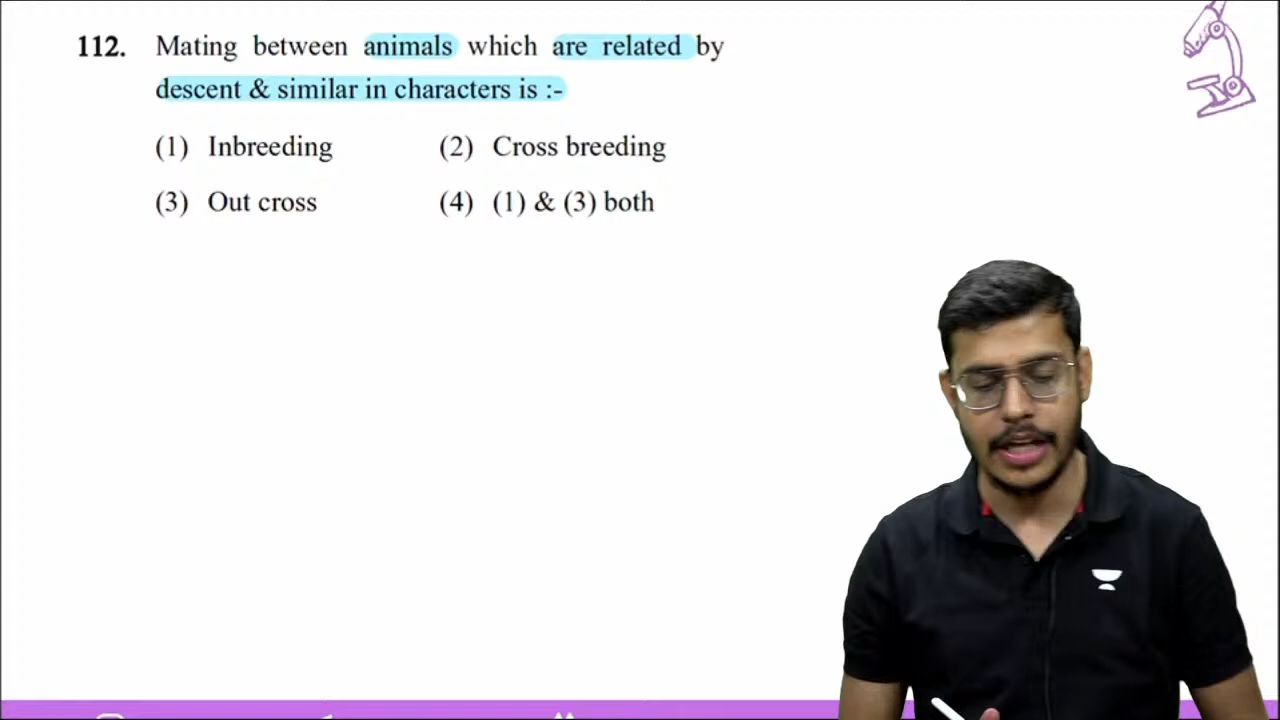 112. Mating between animals which are related by
descent & similar in characters is :-
(1) Inbreeding (2) Cross breeding
(3) Out cross (4) (1) & (3) both